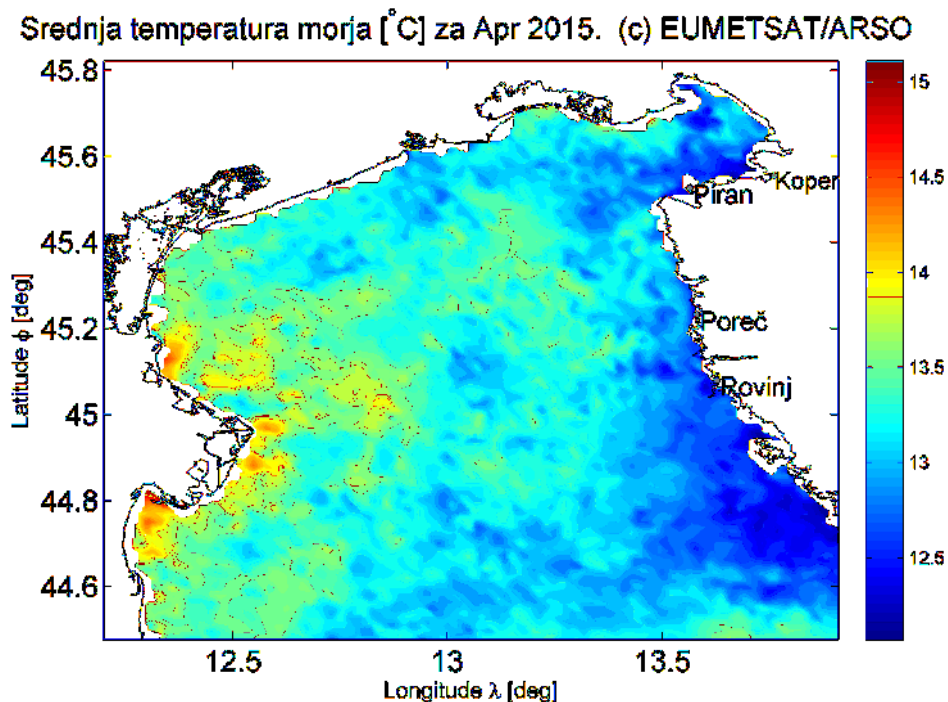 Srednja temperatura morja [˚C] za Apr 2015. (c) EUMETSAT/ARSO
45.8
45.6
45.4
45.2
45
44.8
44.6
Latitude ϕ [deg]
12.5
13
13.5
Longitude λ [deg]
Koper
Piran
Poreč
Rovinj
15
14.5
14
13.5
13
12.5